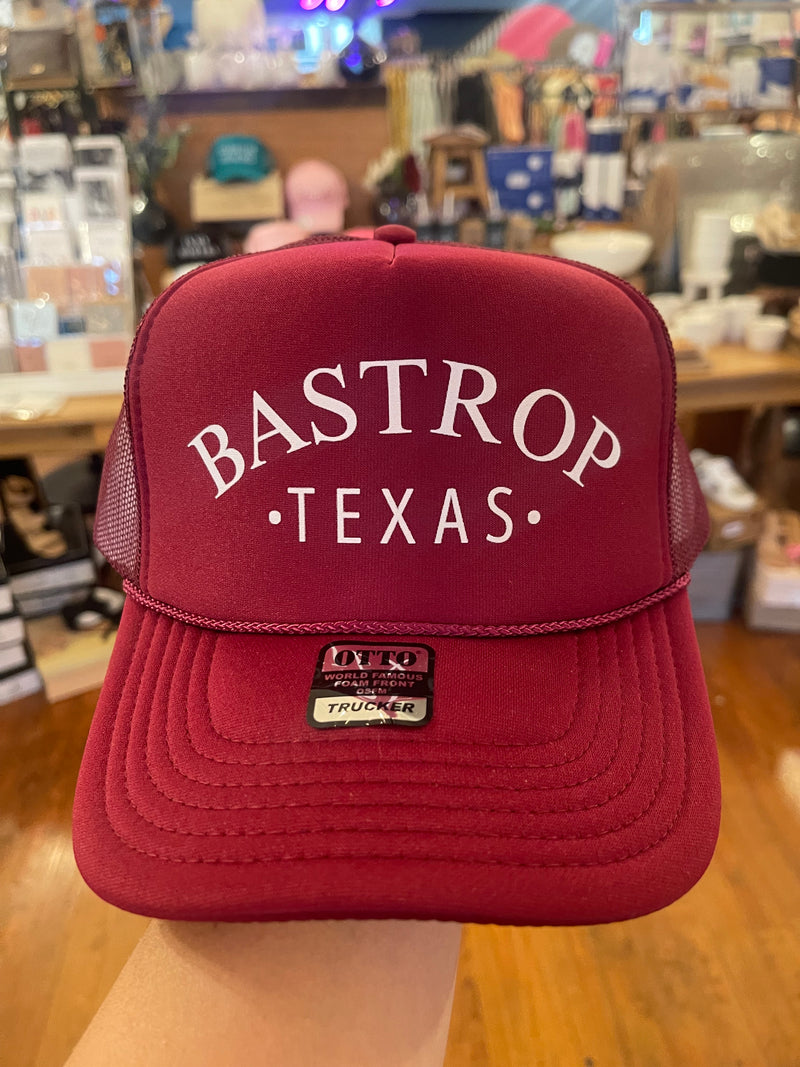 BASTROP
·TEXAS·
OTTO
WORLD FAMOUS
FOAM FRONT
OSFM
TRUCKER